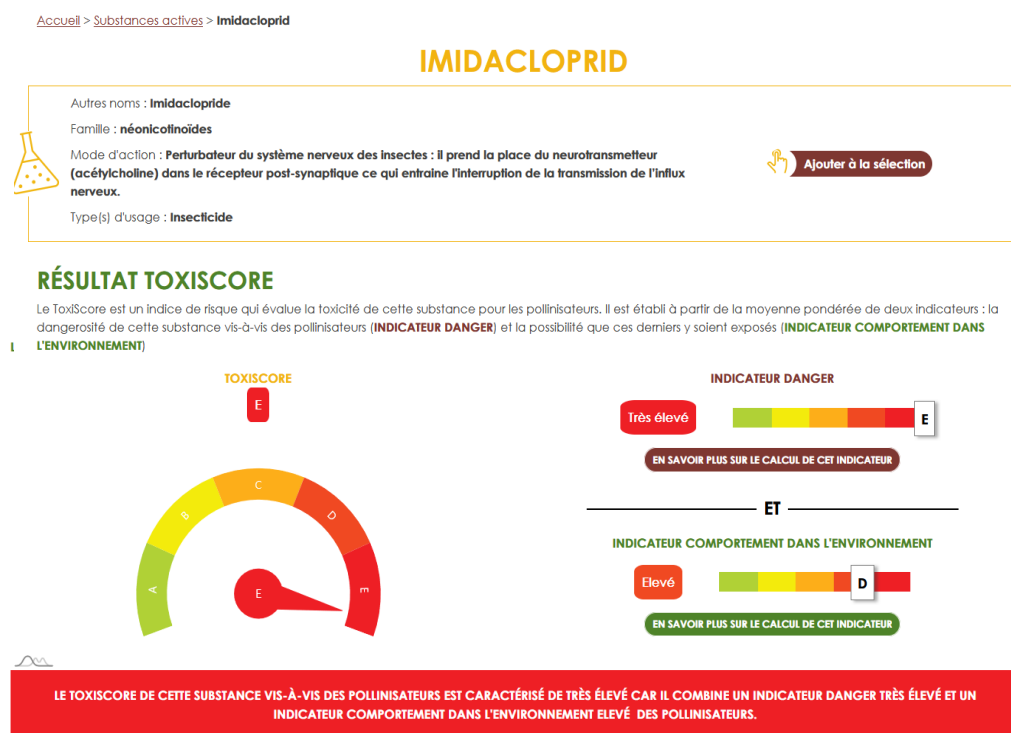 Accueil > Substances actives > Imidacloprid
IMIDACLOPRID
Autres noms : Imidaclopride
Famille : néonicotinoïdes
Mode d'action : Perturbateur du système nerveux des insectes : il prend la place du neurotransmetteur
(acétylcholine) dans le récepteur post-synaptique ce qui entraine l'interruption de la transmission de l'influx
nerveux.
Type(s) d'usage : Insecticide
Ajouter à la sélection
RÉSULTAT TOXISCORE
Le ToxiScore est un indice de risque qui évalue la toxicité de cette substance pour les pollinisateurs. Il est établi à partir de la moyenne pondérée de deux indicateurs : la
dangerosité de cette substance vis-à-vis des pollinisateurs (INDICATEUR DANGER) et la possibilité que ces derniers y soient exposés (INDICATEUR COMPORTEMENT DANS
L'ENVIRONNEMENT)
TOXISCORE
E
A
B
C
D
E
E
INDICATEUR DANGER
Très élevé
E
EN SAVOIR PLUS SUR LE CALCUL DE CET INDICATEUR
ET
INDICATEUR COMPORTEMENT DANS L'ENVIRONNEMENT
Elevé
D
EN SAVOIR PLUS SUR LE CALCUL DE CET INDICATEUR
LE TOXISCORE DE CETTE SUBSTANCE VIS-À-VIS DES POLLINISATEURS EST CARACTÉRISÉ DE TRÈS ÉLEVÉ CAR IL COMBINE UN INDICATEUR DANGER TRÈS ÉLEVÉ ET UN
INDICATEUR COMPORTEMENT DANS L'ENVIRONNEMENT ELEVÉ DES POLLINISATEURS.